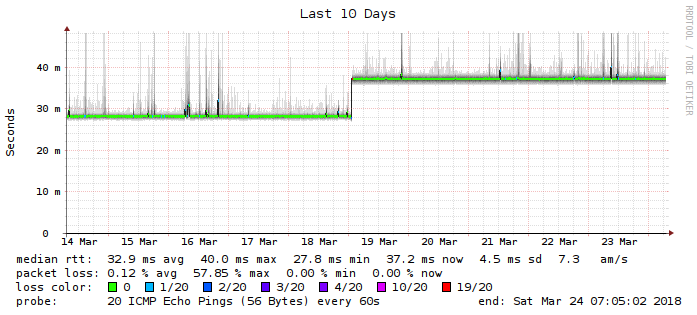 Last 10 Days
RRDTOOL / TOBI OETIKER
Seconds
40 m
30 m
20 m
10 m
0
14 Mar 15 Mar 16 Mar 17 Mar 18 Mar 19 Mar 20 Mar 21 Mar 22 Mar 23 Mar
median rtt: 32.9 ms avg 40.0 ms max 27.8 ms min 37.2 ms now 4.5 ms sd 7.3 am/s
packet loss: 0.12 % avg 57.85 % max 0.00 % min 0.00 % now
loss color: 0 1/20 2/20 3/20 4/20 10/20 19/20
probe: 20 ICMP Echo Pings (56 Bytes) every 60s end: Sat Mar 24 07:05:02 2018